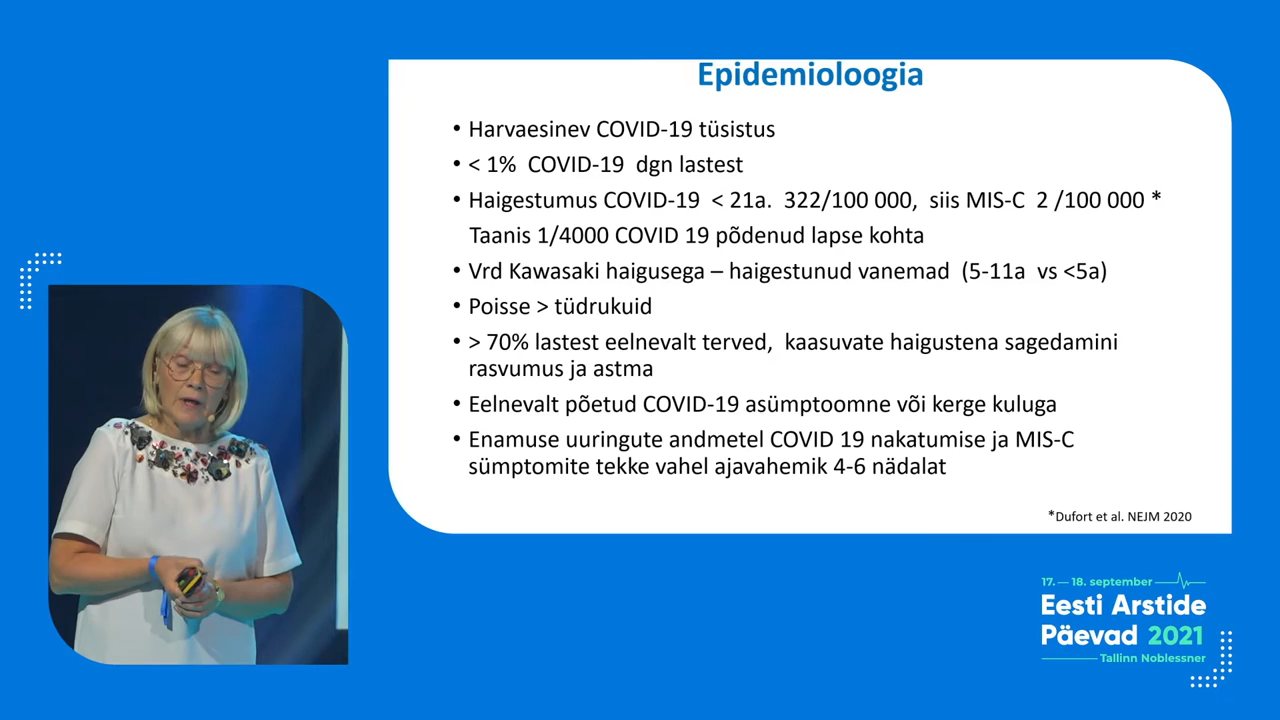 Epidemioloogia
• Harvaesinev COVID-19 tüsistus
• < 1% COVID-19 dgn lastest
• Haigestumus COVID-19 < 21a. 322/100 000, siis MIS-C 2 /100 000 *
Taanis 1/4000 COVID 19 põdenud lapse kohta
• Vrd Kawasaki haigusega – haigestunud vanemad (5-11a vs <5a)
• Poisse > tüdrukuid
• > 70% lastest eelnevalt terved, kaasuvate haigustena sagedamini
rasvumus ja astma
• Eelnevalt põetud COVID-19 asümptoomne või kerge kuluga
• Enamuse uuringute andmetel COVID 19 nakatumise ja MIS-C
sümptomite tekke vahel ajavahemik 4-6 nädalat
*Dufort et al. NEJM 2020
17. — 18. september
Eesti Arstide
Päevad 2021
Tallinn Noblessner